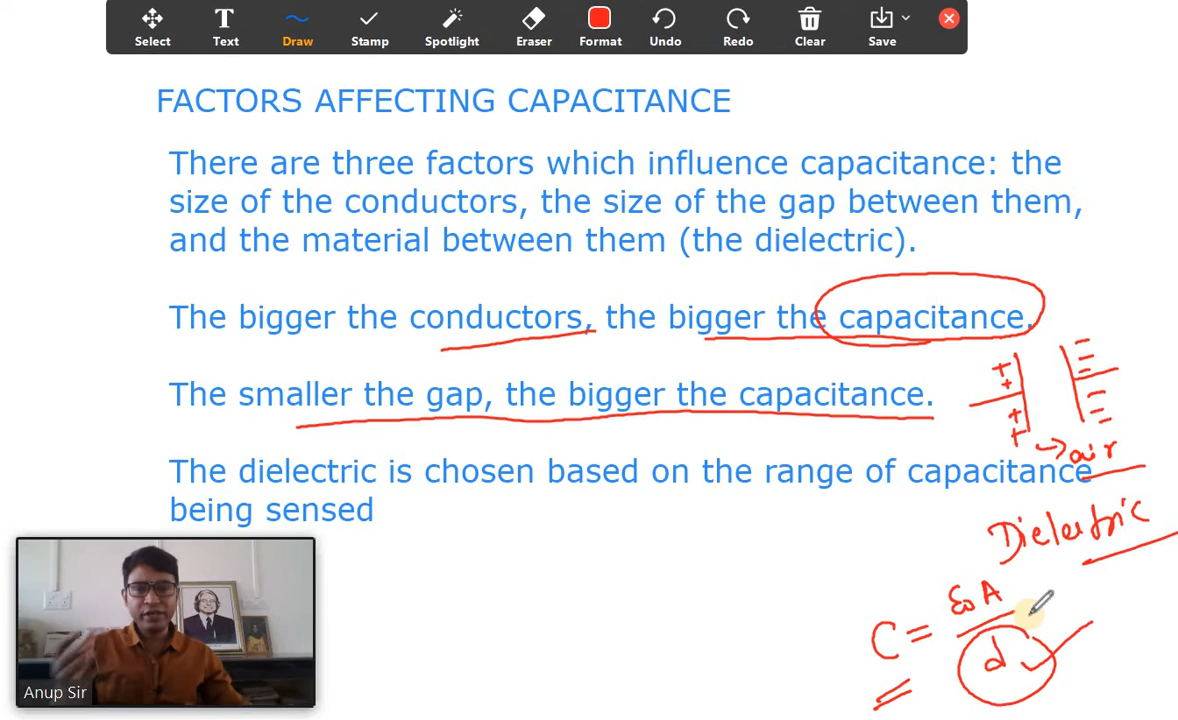 Select Text Draw Stamp Spotlight Eraser Format Undo Redo Clear Save
FACTORS AFFECTING CAPACITANCE
There are three factors which influence capacitance: the
size of the conductors, the size of the gap between them,
and the material between them (the dielectric).
The bigger the conductors, the bigger the capacitance.
The smaller the gap, the bigger the capacitance.
+
+
+
+
→ air
The dielectric is chosen based on the range of capacitance
being sensed
Dielectric
C = ε₀A
d
Anup Sir